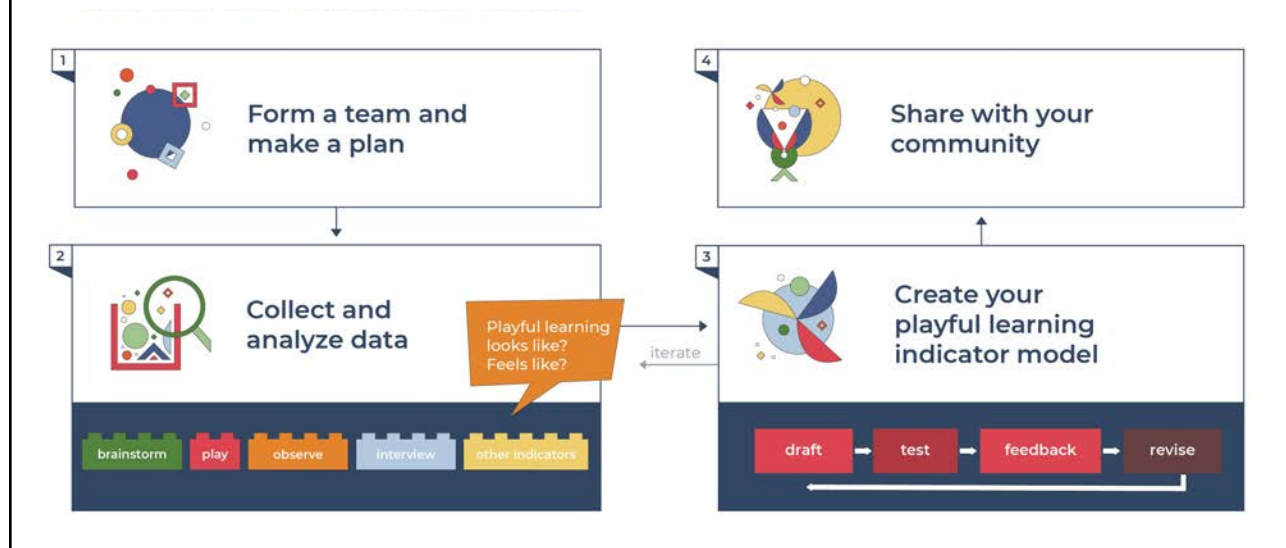 1
Form a team and
make a plan
2
Collect and
analyze data
Playful learning
looks like?
Feels like?
brainstorm
play
observe
interview
other indicators
iterate
3
Create your
playful learning
indicator model
draft
test
feedback
revise
4
Share with your
community